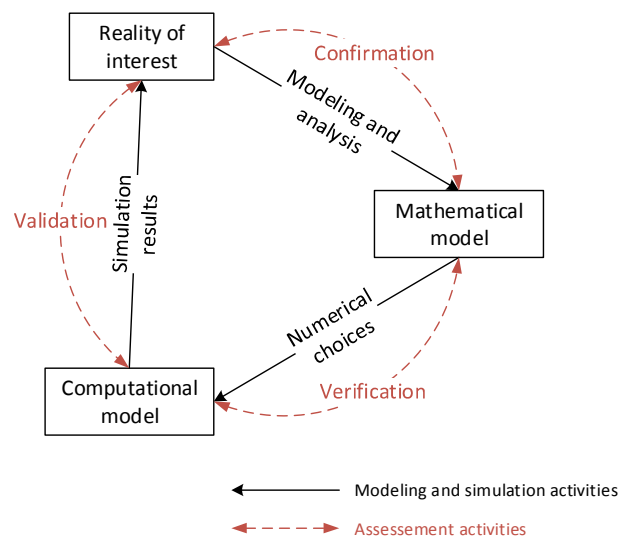 Reality of
interest
Confirmation
Modeling and
analysis
Mathematical
model
Validation
Simulation
results
Numerical
choices
Computational
model
Verification
Modeling and simulation activities
Assessement activities